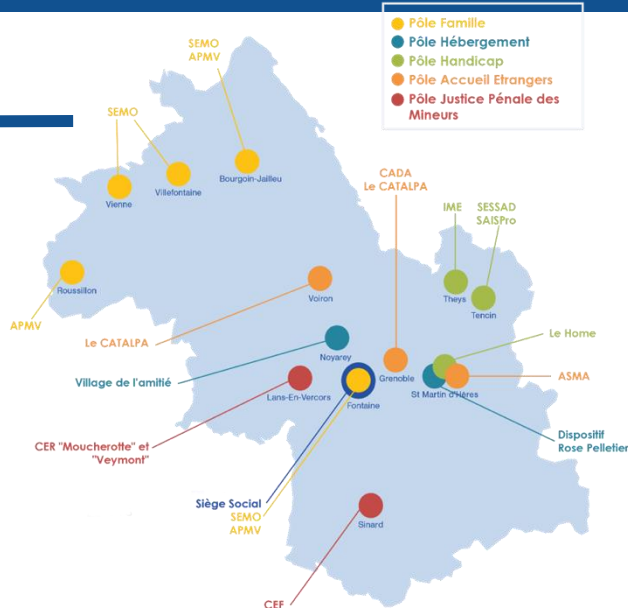 Pôle Famille
Pôle Hébergement
Pôle Handicap
Pôle Accueil Etrangers
Pôle Justice Pénale des
Mineurs
SEMO
APMV
SEMO
Vienne
Villefontaine
Bourgoin-Jailleu
CADA
Le CATALPA
IME
SESSAD
SAISPro
Roussillon
APMV
Voiron
Theys
Tencin
Le CATALPA
Noyarey
Le Home
Village de l'amitié
Lans-En-Vercors
Fontaine
Grenoble
St Martin d'Hères
ASMA
CER "Moucherotte" et
"Veymont"
Dispositif
Rose Pelletier
Siège Social
SEMO
APMV
Sinard
CEF